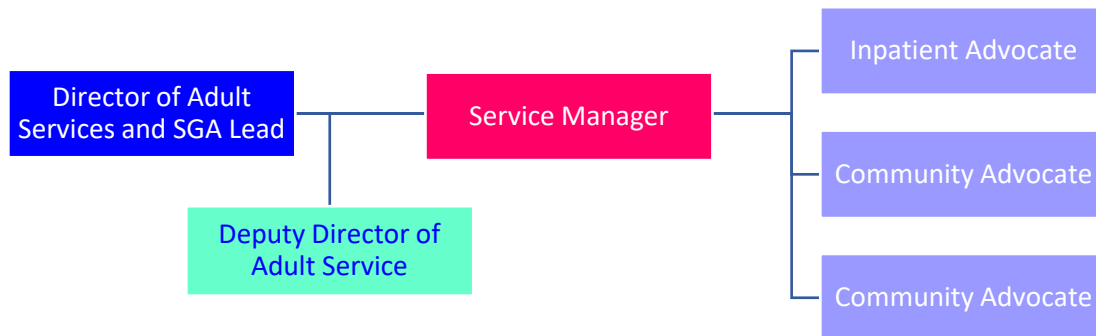 Director of Adult
Services and SGA Lead
Deputy Director of
Adult Service
Service Manager
Inpatient Advocate
Community Advocate
Community Advocate